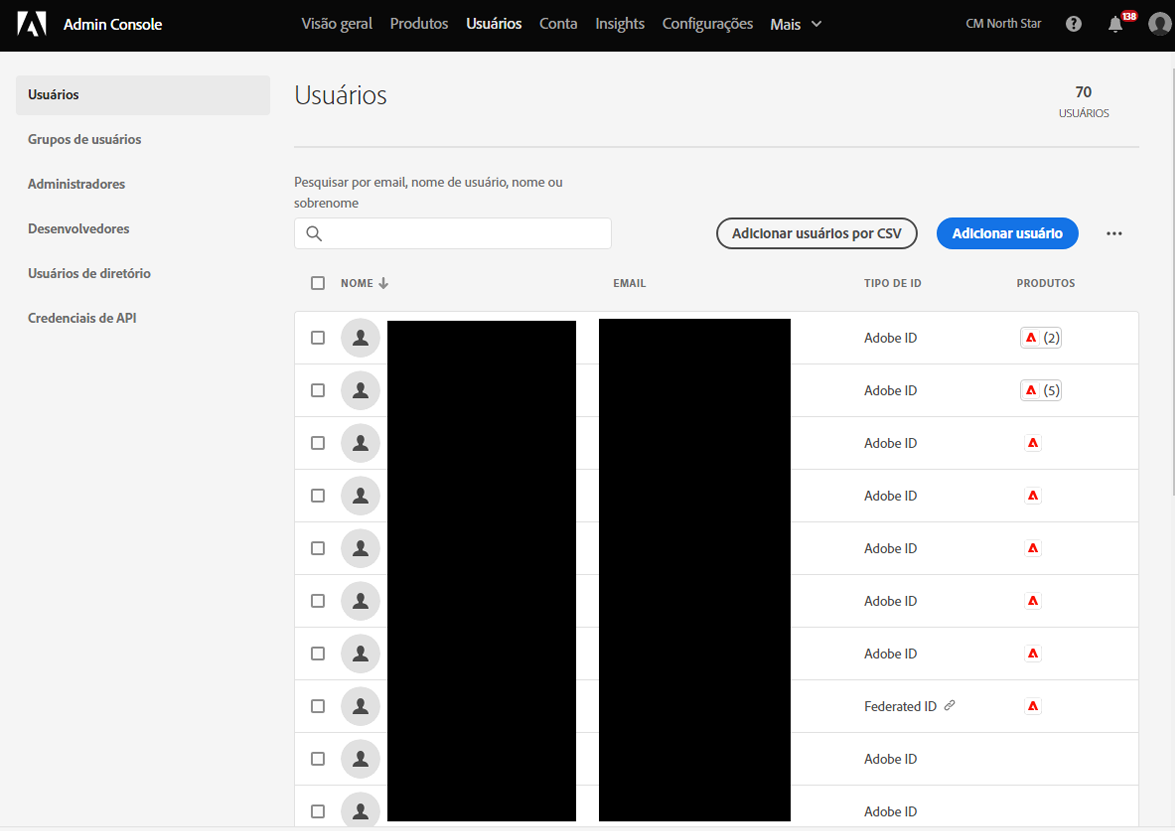 Admin Console
Visão geral Produtos Usuários Conta Insights Configurações Mais
CM North Star
138
Usuários
Grupos de usuários
Administradores
Desenvolvedores
Usuários de diretório
Credenciais de API
Usuários
70
USUÁRIOS
Pesquisar por email, nome de usuário, nome ou
sobrenome
Adicionar usuários por CSV
Adicionar usuário
NOME EMAIL TIPO DE ID PRODUTOS
Adobe ID (2)
Adobe ID (5)
Adobe ID
Adobe ID
Adobe ID
Adobe ID
Adobe ID
Federated ID
Adobe ID
Adobe ID